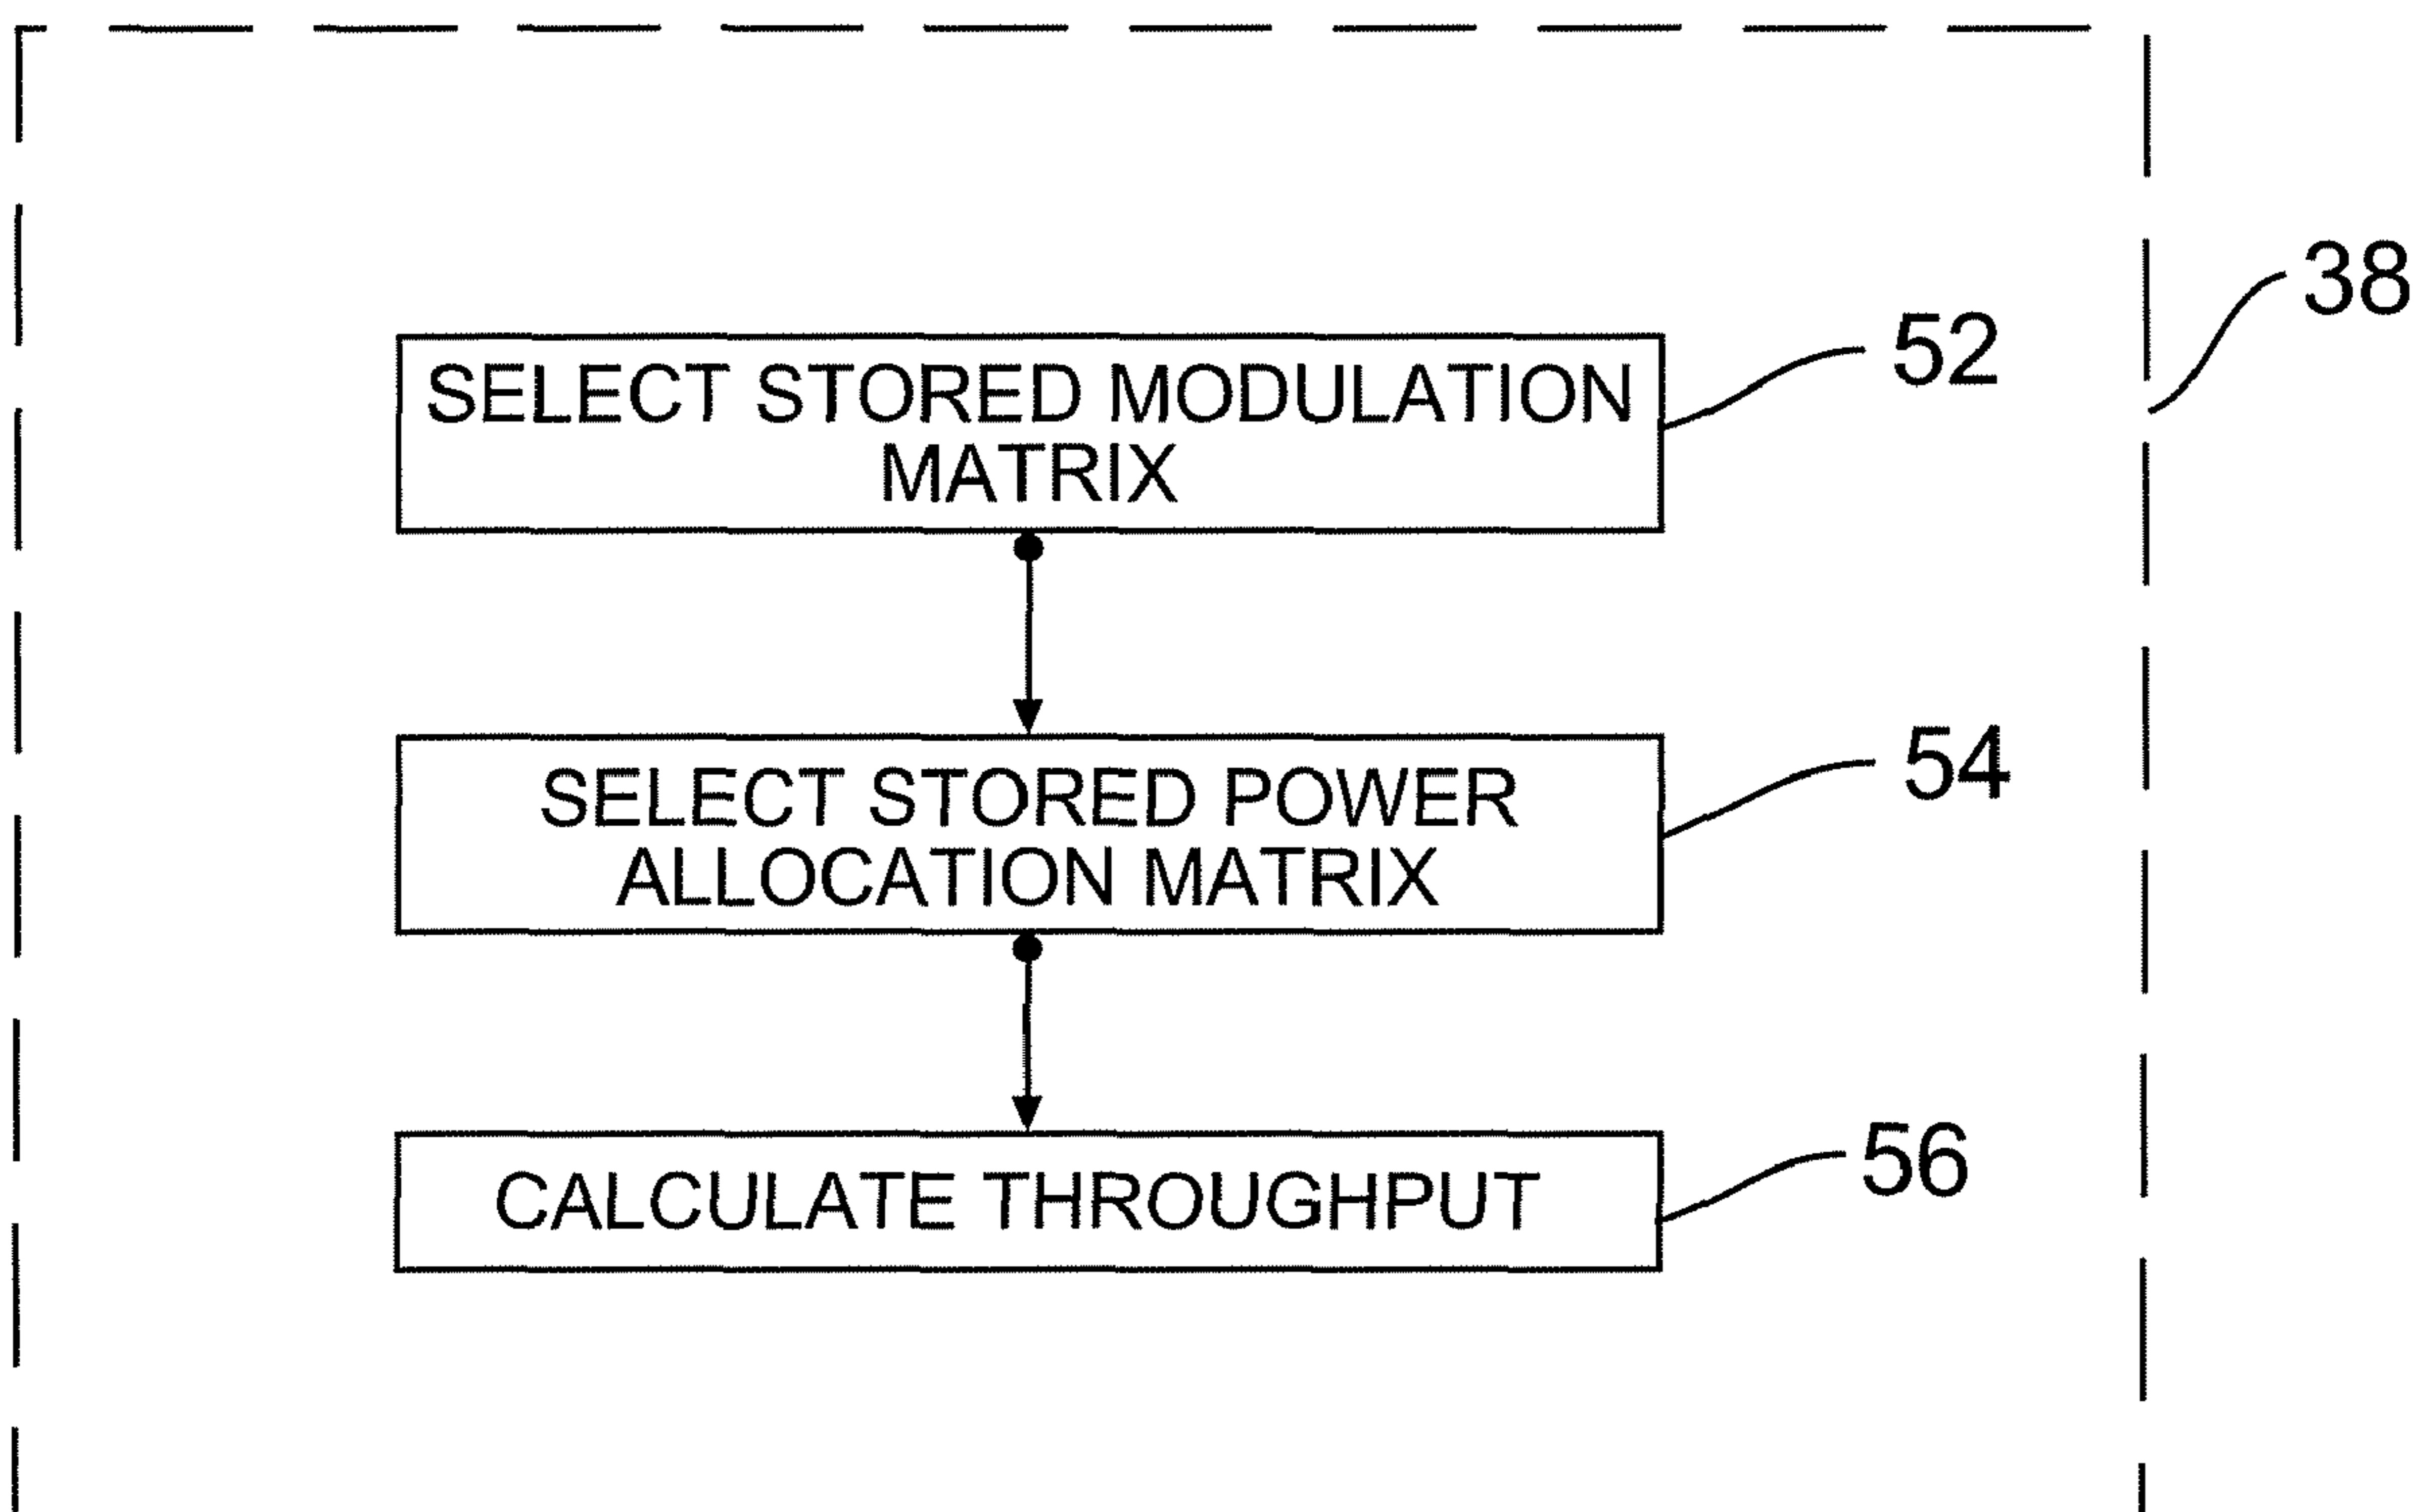 38
52
SELECT STORED MODULATION
MATRIX
54
SELECT STORED POWER
ALLOCATION MATRIX
56
CALCULATE THROUGHPUT